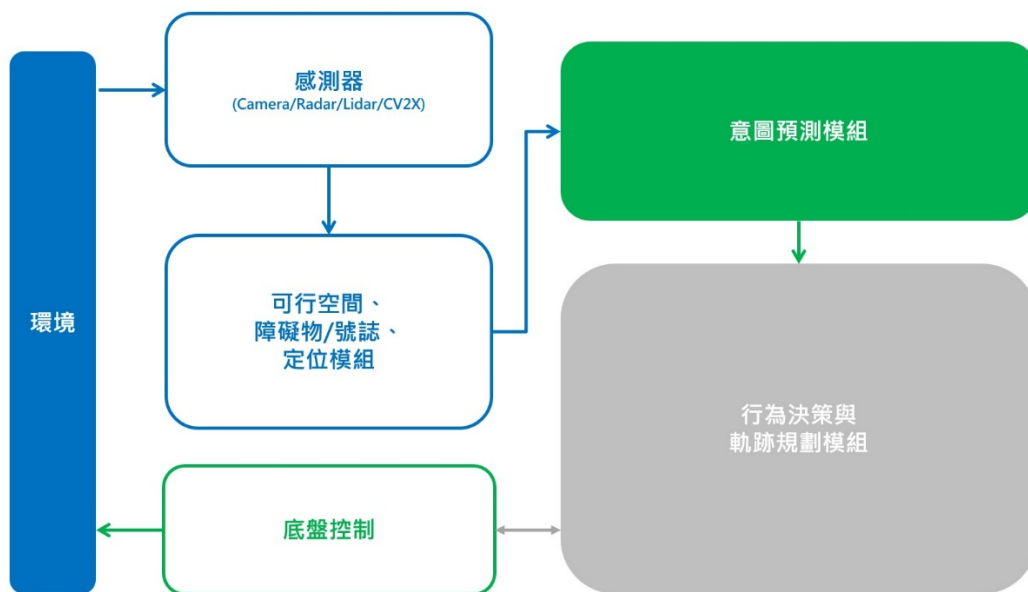 環境
感測器
(Camera/Radar/Lidar/CV2X)
可行空間、
障礙物/號誌、
定位模組
意圖預測模組
行為決策與
軌跡規劃模組
底盤控制